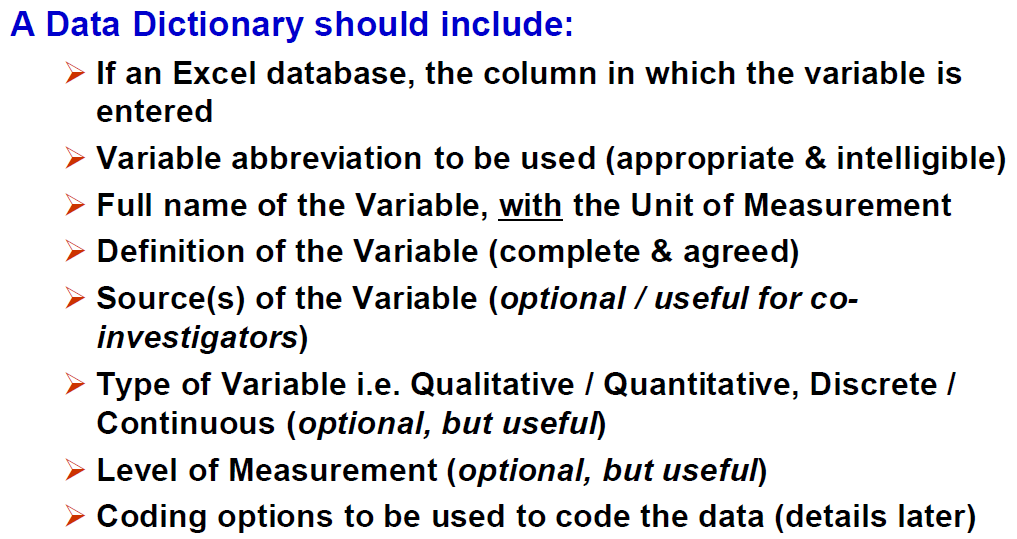 A Data Dictionary should include:
➢ If an Excel database, the column in which the variable is
entered
➢ Variable abbreviation to be used (appropriate & intelligible)
➢ Full name of the Variable, with the Unit of Measurement
➢ Definition of the Variable (complete & agreed)
➢ Source(s) of the Variable (optional / useful for co-
investigators)
➢ Type of Variable i.e. Qualitative / Quantitative, Discrete /
Continuous (optional, but useful)
➢ Level of Measurement (optional, but useful)
➢ Coding options to be used to code the data (details later)